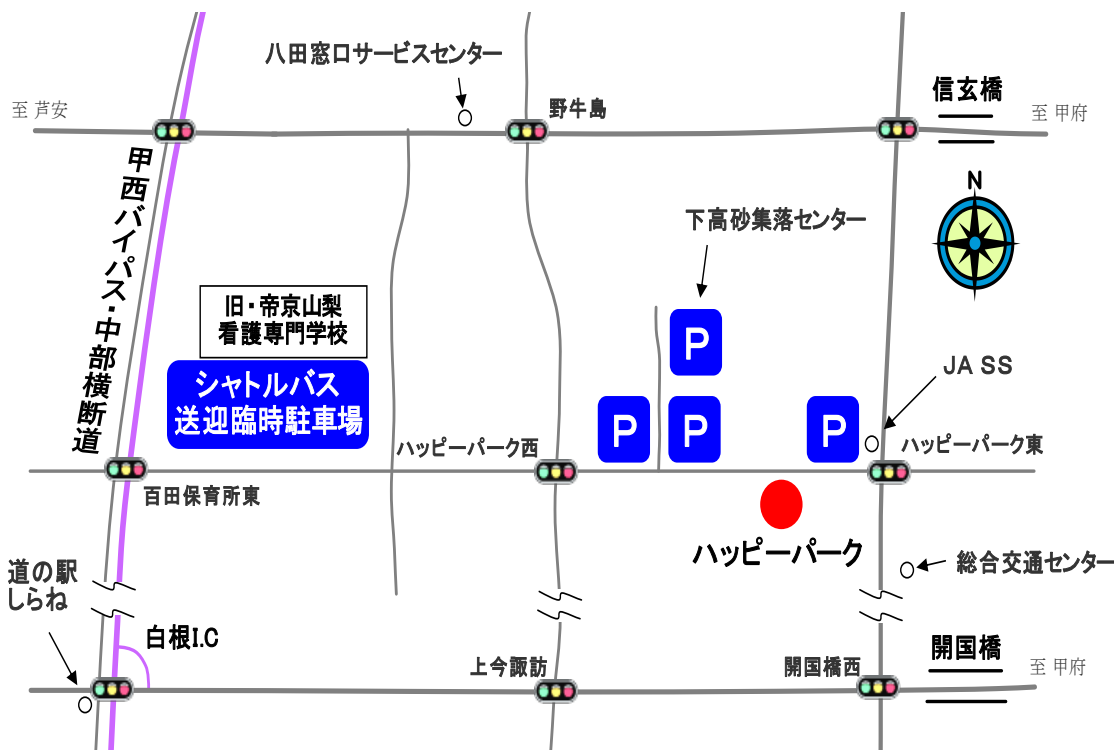 八田窓口サービスセンター
至 芦安
野牛島
信玄橋
至 甲府
甲西バイパス・中部横断道
N
下高砂集落センター
旧・帝京山梨
看護専門学校
シャトルバス
送迎臨時駐車場
P
JA SS
P
P
P
ハッピーパーク西
ハッピーパーク東
百田保育所東
ハッピーパーク
総合交通センター
道の駅
しらね
白根I.C
上今諏訪
開国橋西
開国橋
至 甲府